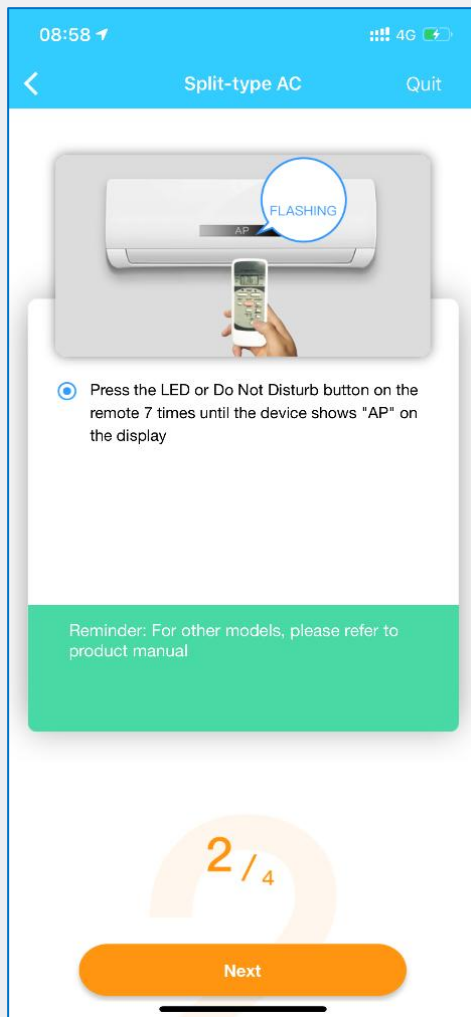 08:58 4G
Split-type AC Quit
FLASHING
AP
Press the LED or Do Not Disturb button on the
remote 7 times until the device shows "AP" on
the display
Reminder: For other models, please refer to
product manual
2/4
Next